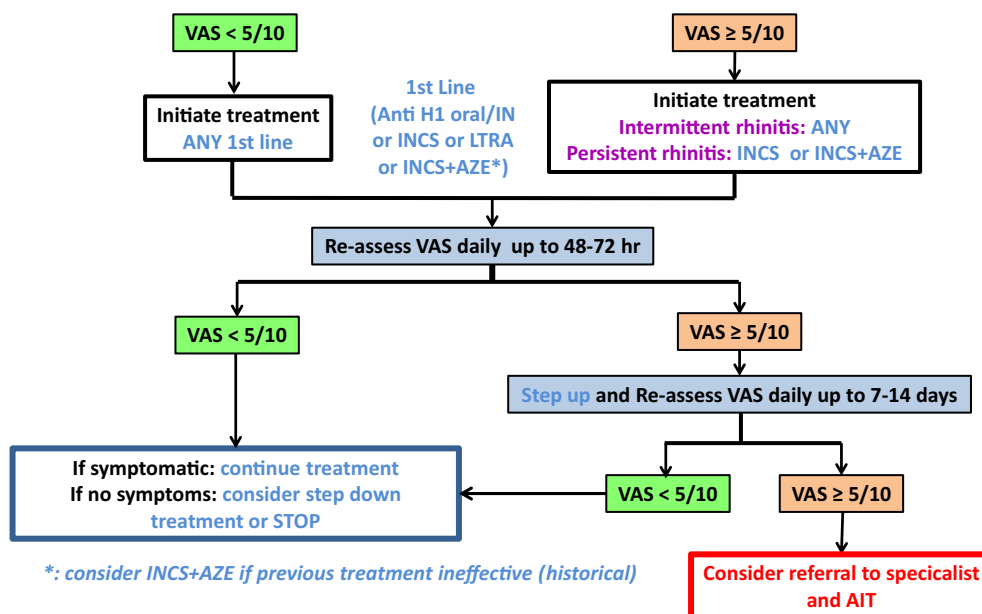 VAS < 5/10
VAS ≥ 5/10
Initiate treatment
ANY 1st line
1st Line
(Anti H1 oral/IN
or INCS or LTRA
or INCS+AZE*)
Initiate treatment
Intermittent rhinitis: ANY
Persistent rhinitis: INCS or INCS+AZE
Re-assess VAS daily up to 48-72 hr
VAS < 5/10
VAS ≥ 5/10
Step up and Re-assess VAS daily up to 7-14 days
If symptomatic: continue treatment
If no symptoms: consider step down
treatment or STOP
VAS < 5/10
VAS ≥ 5/10
*: consider INCS+AZE if previous treatment ineffective (historical)
Consider referral to specicalist
and AIT